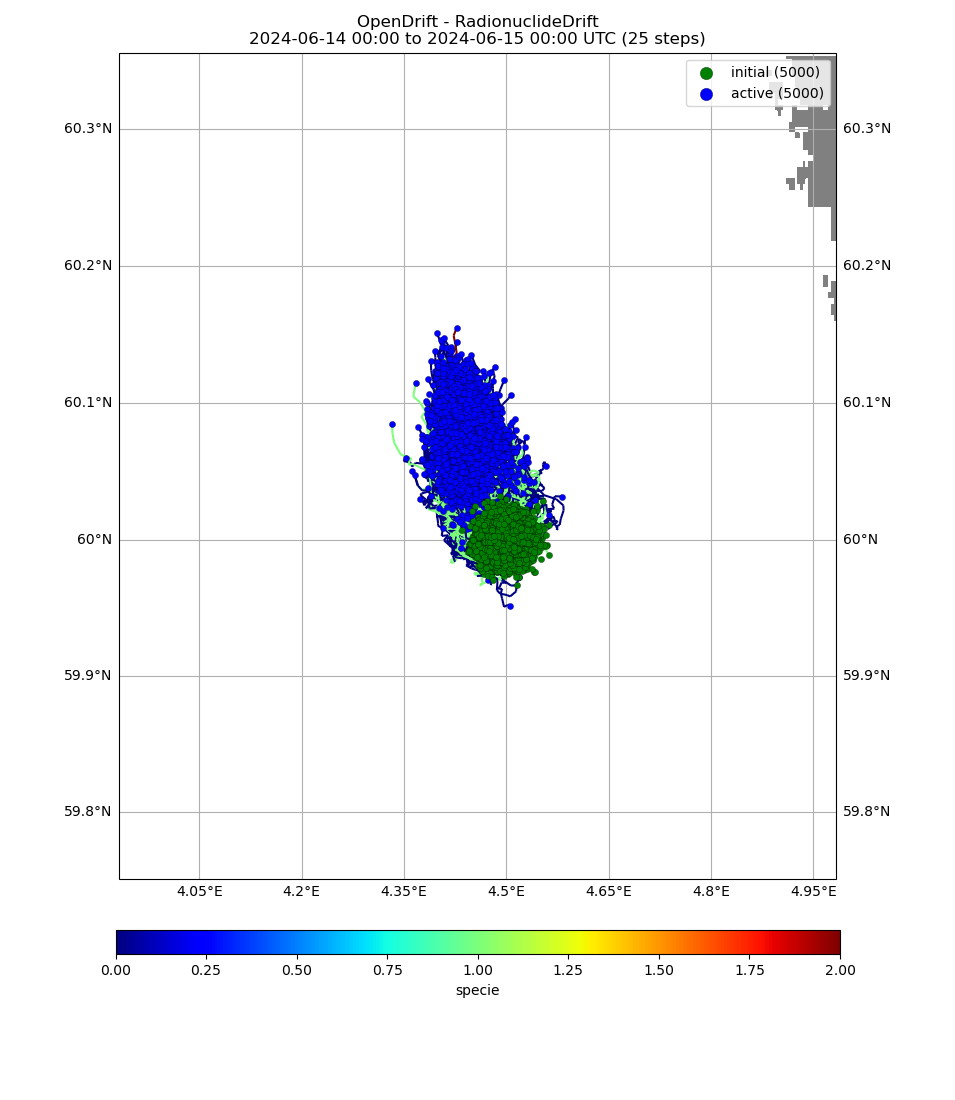 OpenDrift - RadionuclideDrift
2024-06-14 00:00 to 2024-06-15 00:00 UTC (25 steps)
initial (5000)
active (5000)
60.3°N 60.3°N
60.2°N 60.2°N
60.1°N 60.1°N
60°N 60°N
59.9°N 59.9°N
59.8°N 59.8°N
4.05°E 4.2°E 4.35°E 4.5°E 4.65°E 4.8°E 4.95°E
0.00 0.25 0.50 0.75 1.00 1.25 1.50 1.75 2.00
specie